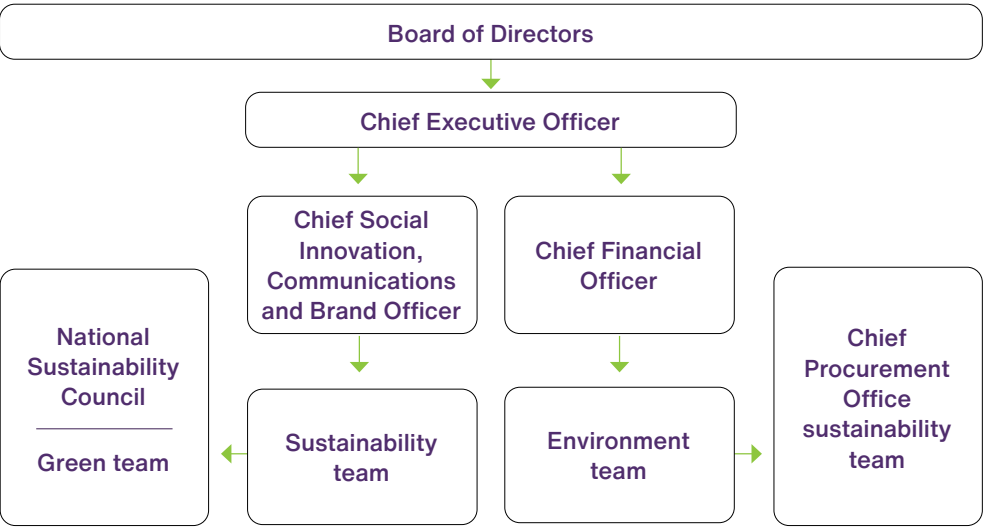 Board of Directors
Chief Executive Officer
Chief Social
Innovation,
Communications
and Brand Officer
Chief Financial
Officer
National
Sustainability
Council
Green team
Sustainability
team
Environment
team
Chief
Procurement
Office
sustainability
team